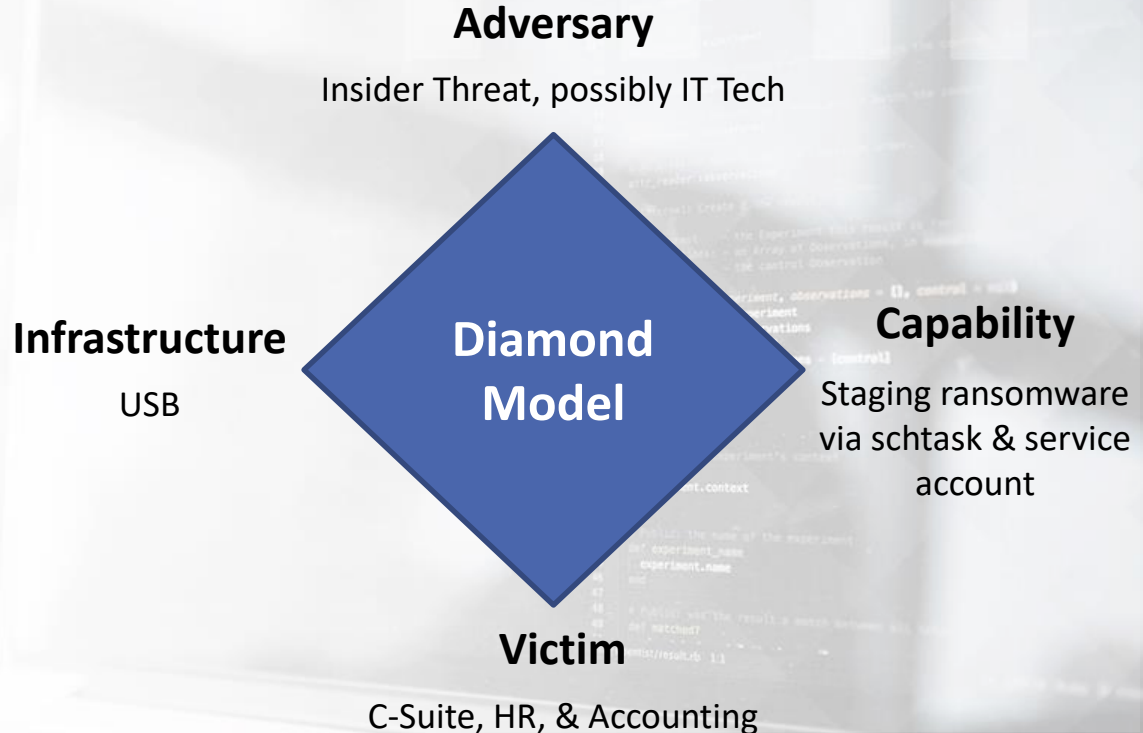 Adversary
Insider Threat, possibly IT Tech
Infrastructure
USB
Diamond
Model
Capability
Staging ransomware
via schtask & service
account
Victim
C-Suite, HR, & Accounting